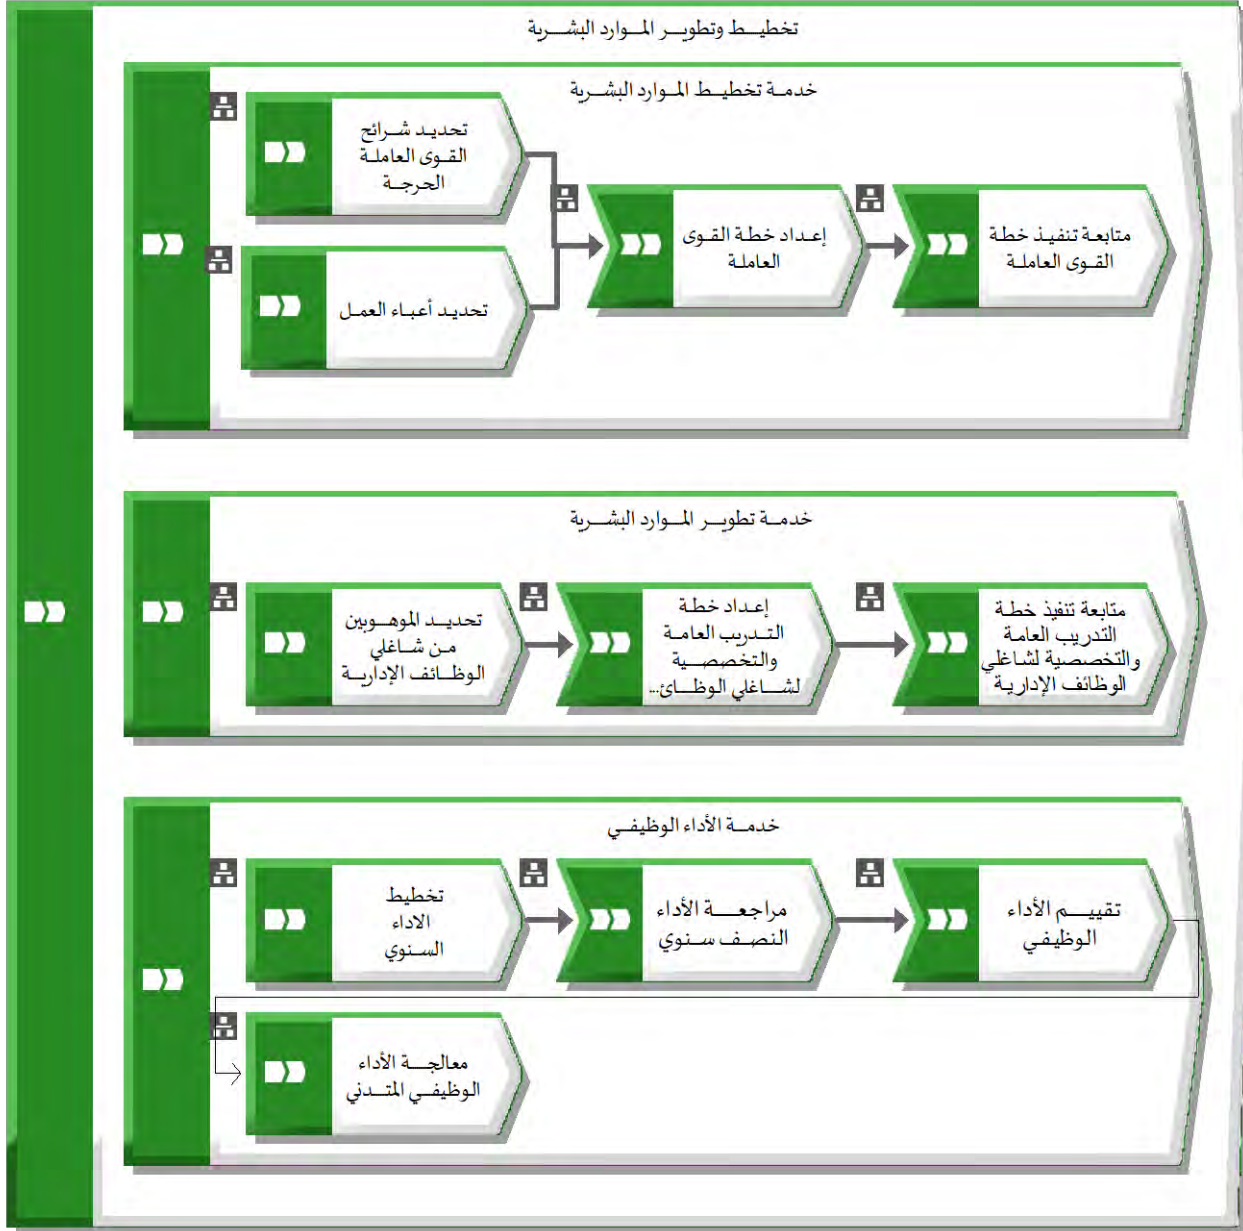 تخطيط وتطوير الموارد البشرية
خدمة تخطيط الموارد البشرية
تحديد شرائح
القوى العاملة
الحرجة
تحديد أعباء العمل
إعداد خطة القوى
العاملة
متابعة تنفيذ خطة
القوى العاملة
خدمة تطوير الموارد البشرية
تحديد الموهوبين
من شاغلي
الوظائف الإدارية
إعداد خطة
التدريب العامة
والتخصصية
لشاغلي الوظائ...
متابعة تنفيذ خطة
التدريب العامة
والتخصصية لشاغلي
الوظائف الإدارية
خدمة الأداء الوظيفي
تخطيط
الاداء
السنوي
مراجعة الأداء
النصف سنوي
تقييم الأداء
الوظيفي
معالجة الأداء
الوظيفي المتدني